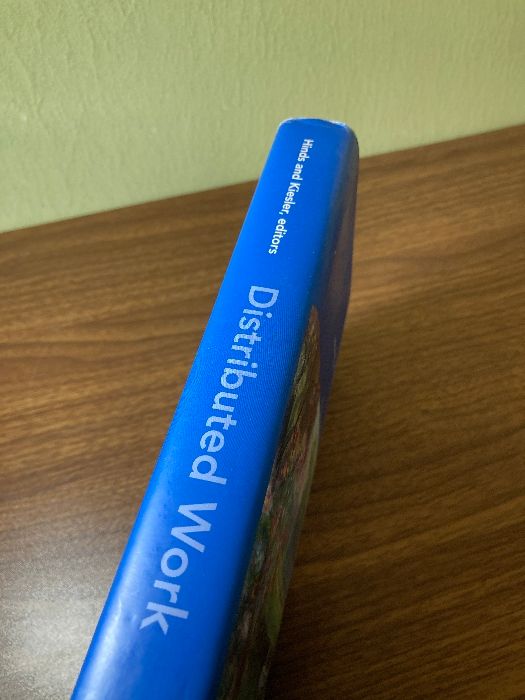 Hinds and Kiesler, editors
Distributed Work